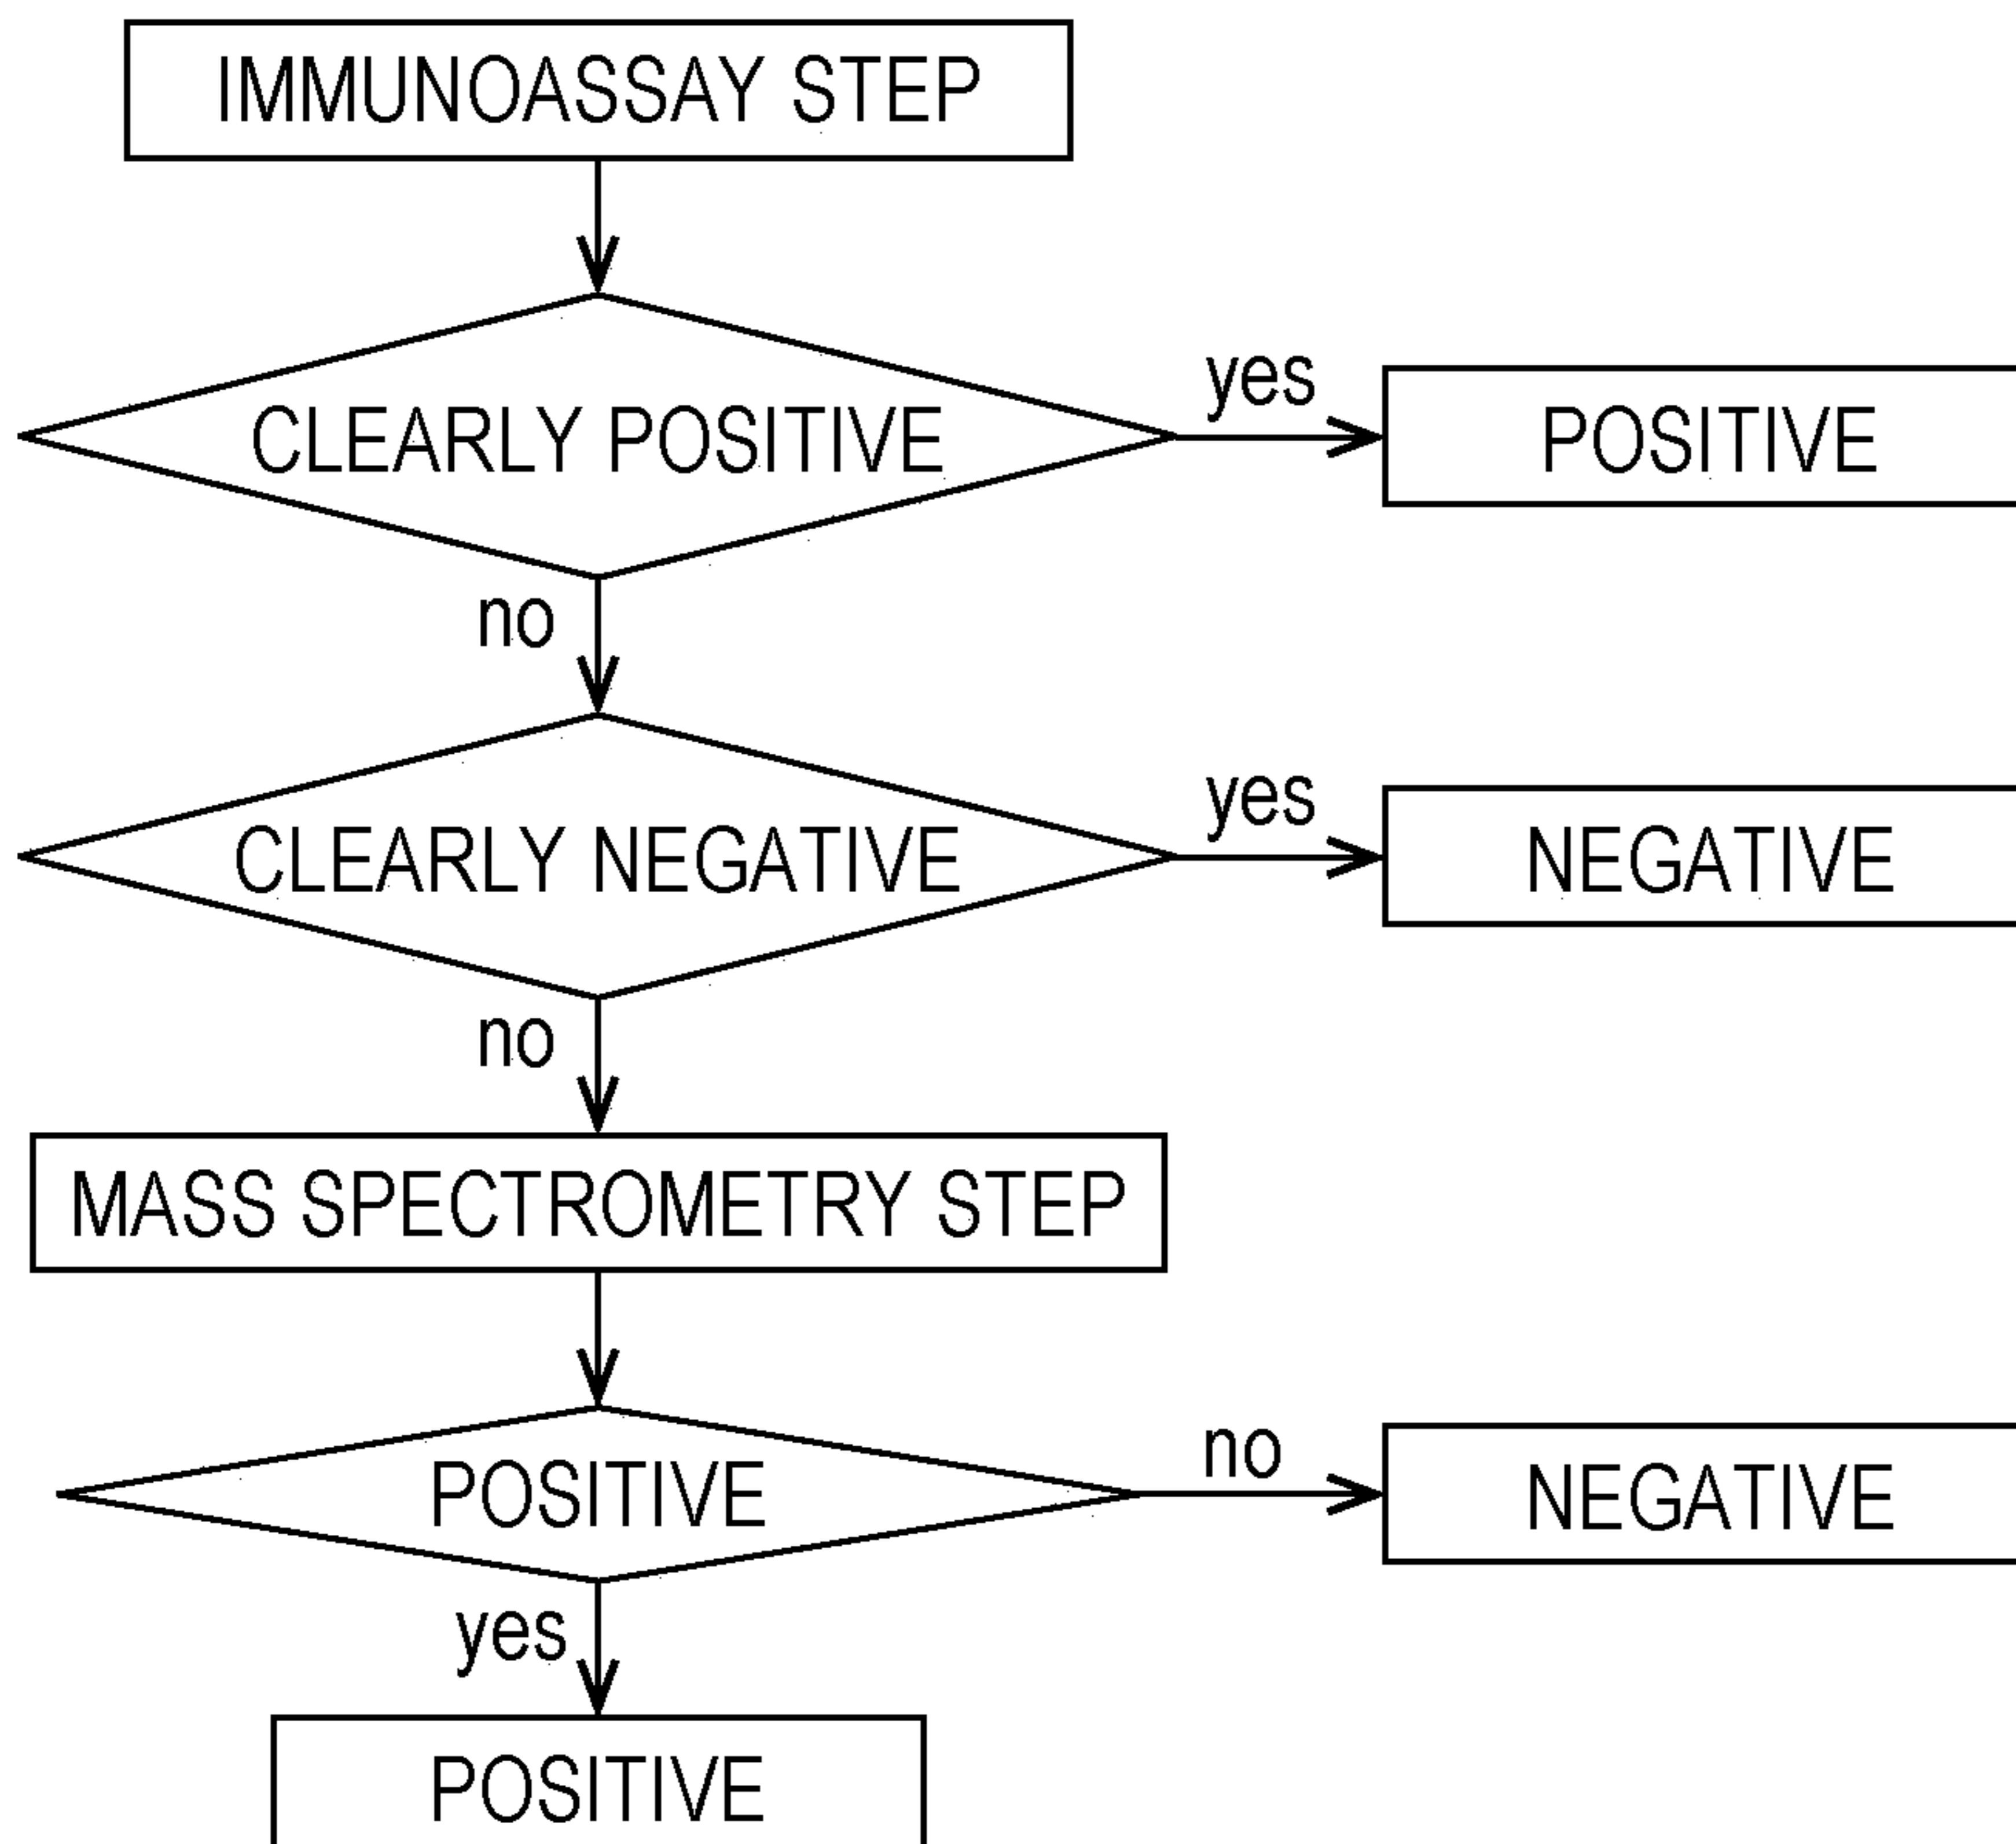 IMMUNOASSAY STEP
CLEARLY POSITIVE
yes
POSITIVE
no
CLEARLY NEGATIVE
yes
NEGATIVE
no
MASS SPECTROMETRY STEP
POSITIVE
no
NEGATIVE
yes
POSITIVE